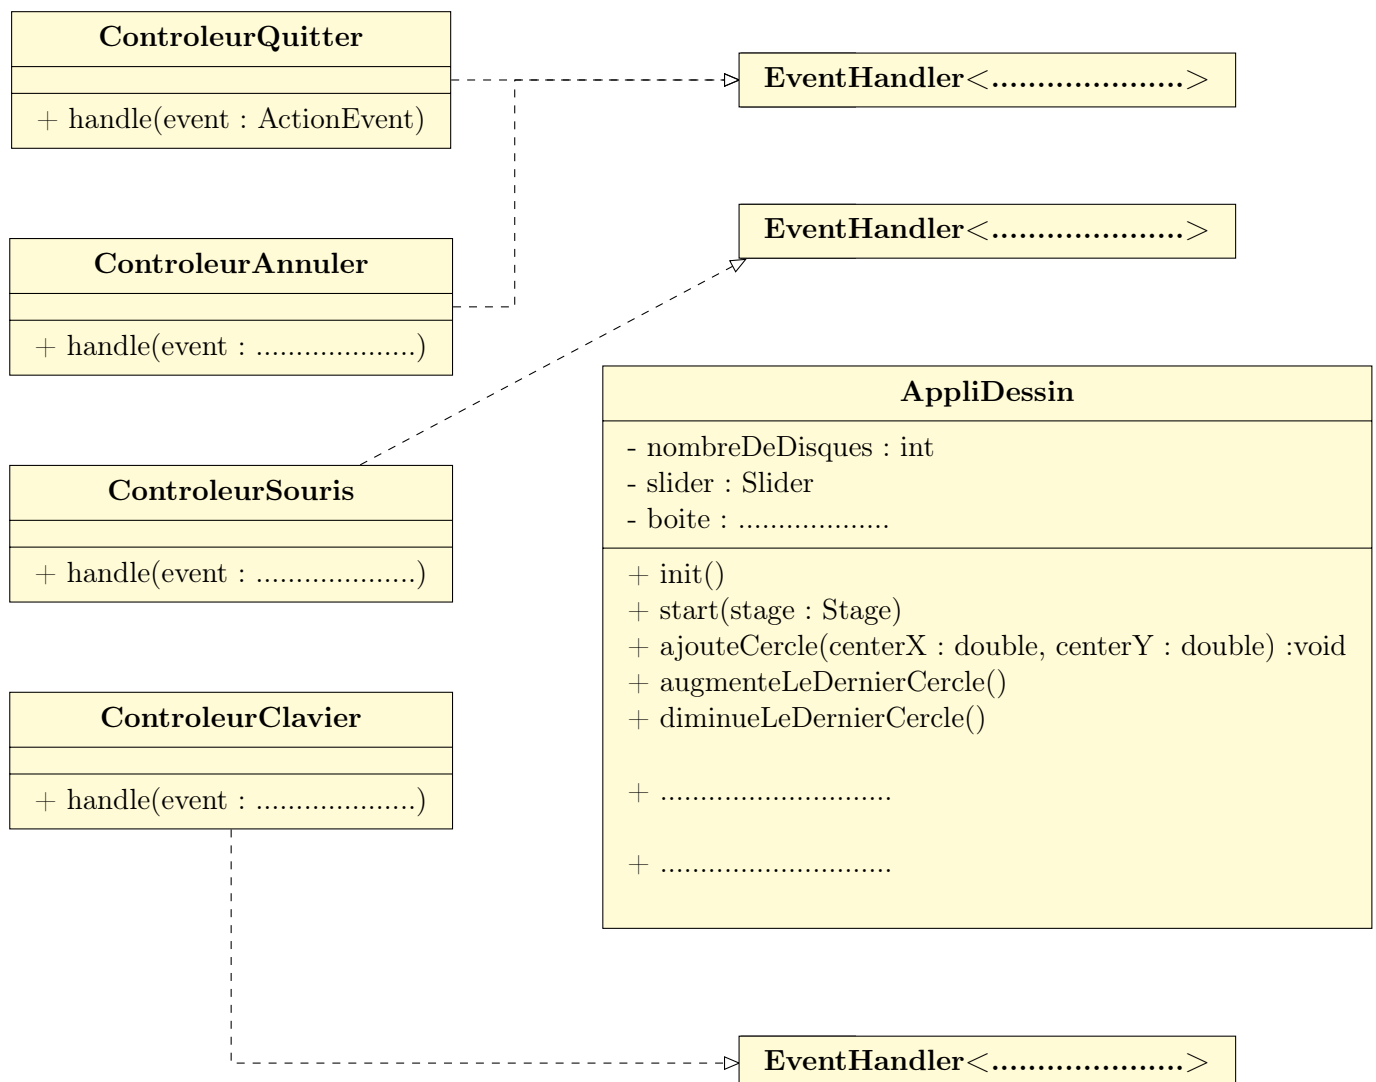 ControleurQuitter
+ handle(event : ActionEvent)
EventHandler<......................>
ControleurAnnuler
+ handle(event : ....................)
EventHandler<......................>
ControleurSouris
+ handle(event : ....................)
AppliDessin
- nombreDeDisques : int
- slider : Slider
- boite : ...................
+ init()
+ start(stage : Stage)
+ ajouteCercle(centerX : double, centerY : double) :void
+ augmenteLeDernierCercle()
+ diminueLeDernierCercle()
+ .............................
+ .............................
ControleurClavier
+ handle(event : ....................)
EventHandler<......................>